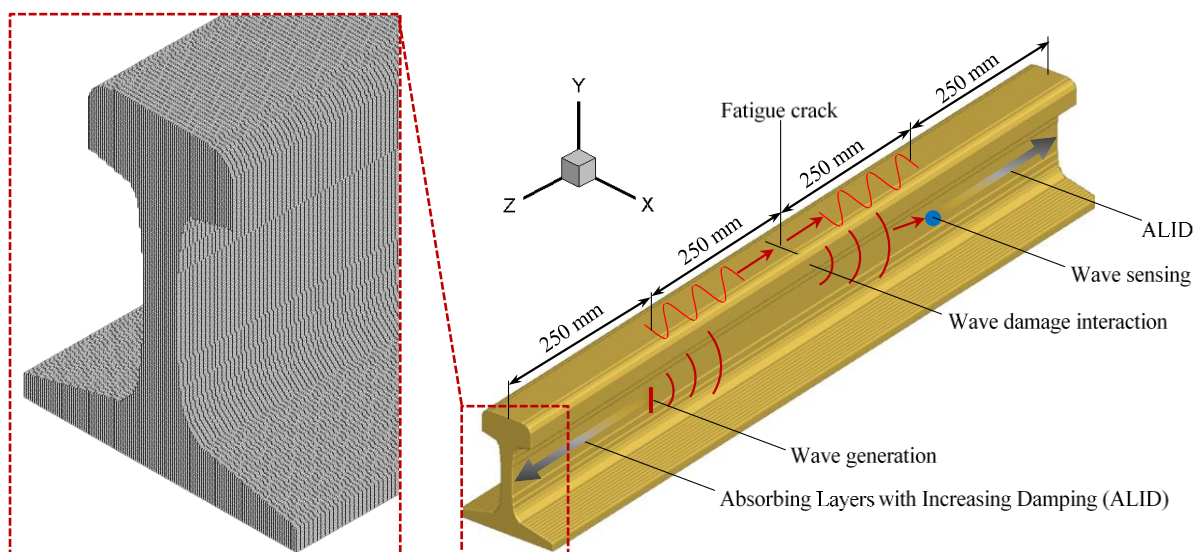 250 mm
Y
Fatigue crack
250 mm
Z
X
250 mm
ALID
Wave sensing
250 mm
Wave damage interaction
Wave generation
Absorbing Layers with Increasing Damping (ALID)